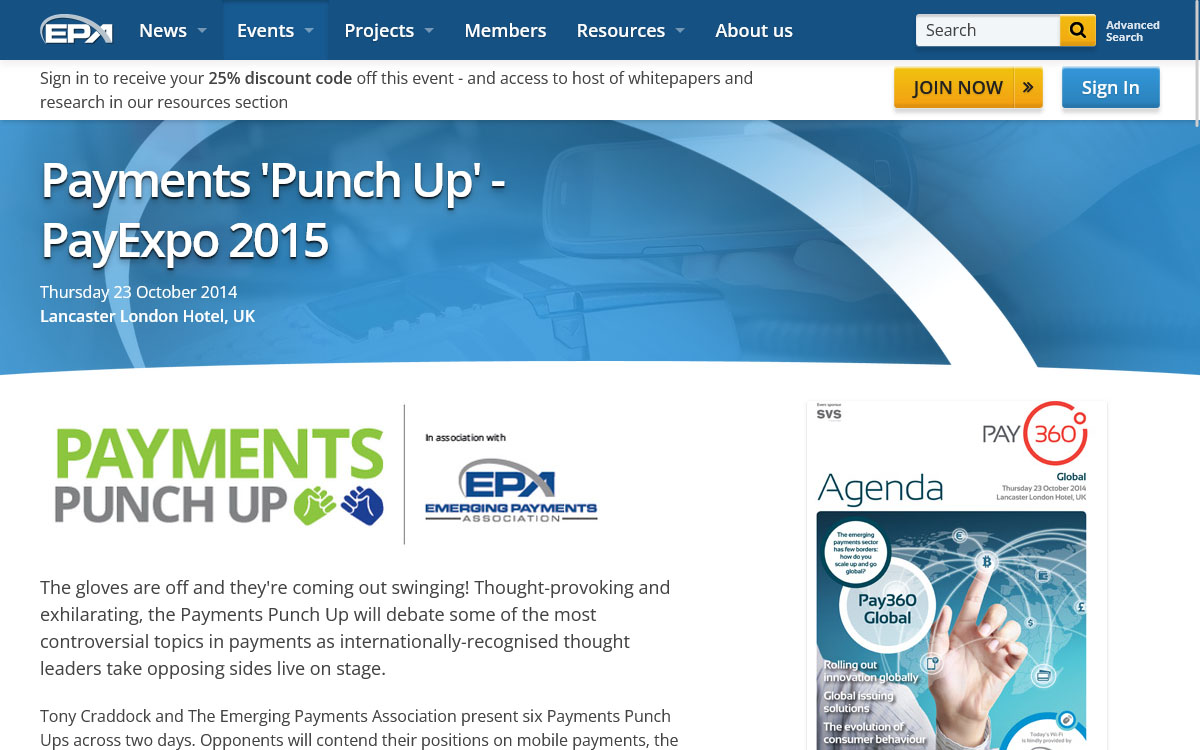 EPA
News
Events
Projects
Members
Resources
About us
Search
Advanced
Search
Sign in to receive your 25% discount code off this event - and access to host of whitepapers and
research in our resources section
JOIN NOW
Sign In
Payments 'Punch Up' -
PayExpo 2015
Thursday 23 October 2014
Lancaster London Hotel, UK
PAYMENTS
PUNCH UP
In association with
EPA
EMERGING PAYMENTS
ASSOCIATION
The gloves are off and they're coming out swinging! Thought-provoking and
exhilarating, the Payments Punch Up will debate some of the most
controversial topics in payments as internationally-recognised thought
leaders take opposing sides live on stage.
Tony Craddock and The Emerging Payments Association present six Payments Punch
Ups across two days. Opponents will contend their positions on mobile payments, the
SVS
PAY 360
Global
Thursday 23 October 2014
Lancaster London Hotel, UK
Agenda
The emerging
payments sector
has few borders:
how do you
scale up and go
global?
Pay360
Global
Rolling out
innovation globally
Global issuing
solutions
The evolution of
consumer behaviour
Today's Wi-Fi
is kindly provided by